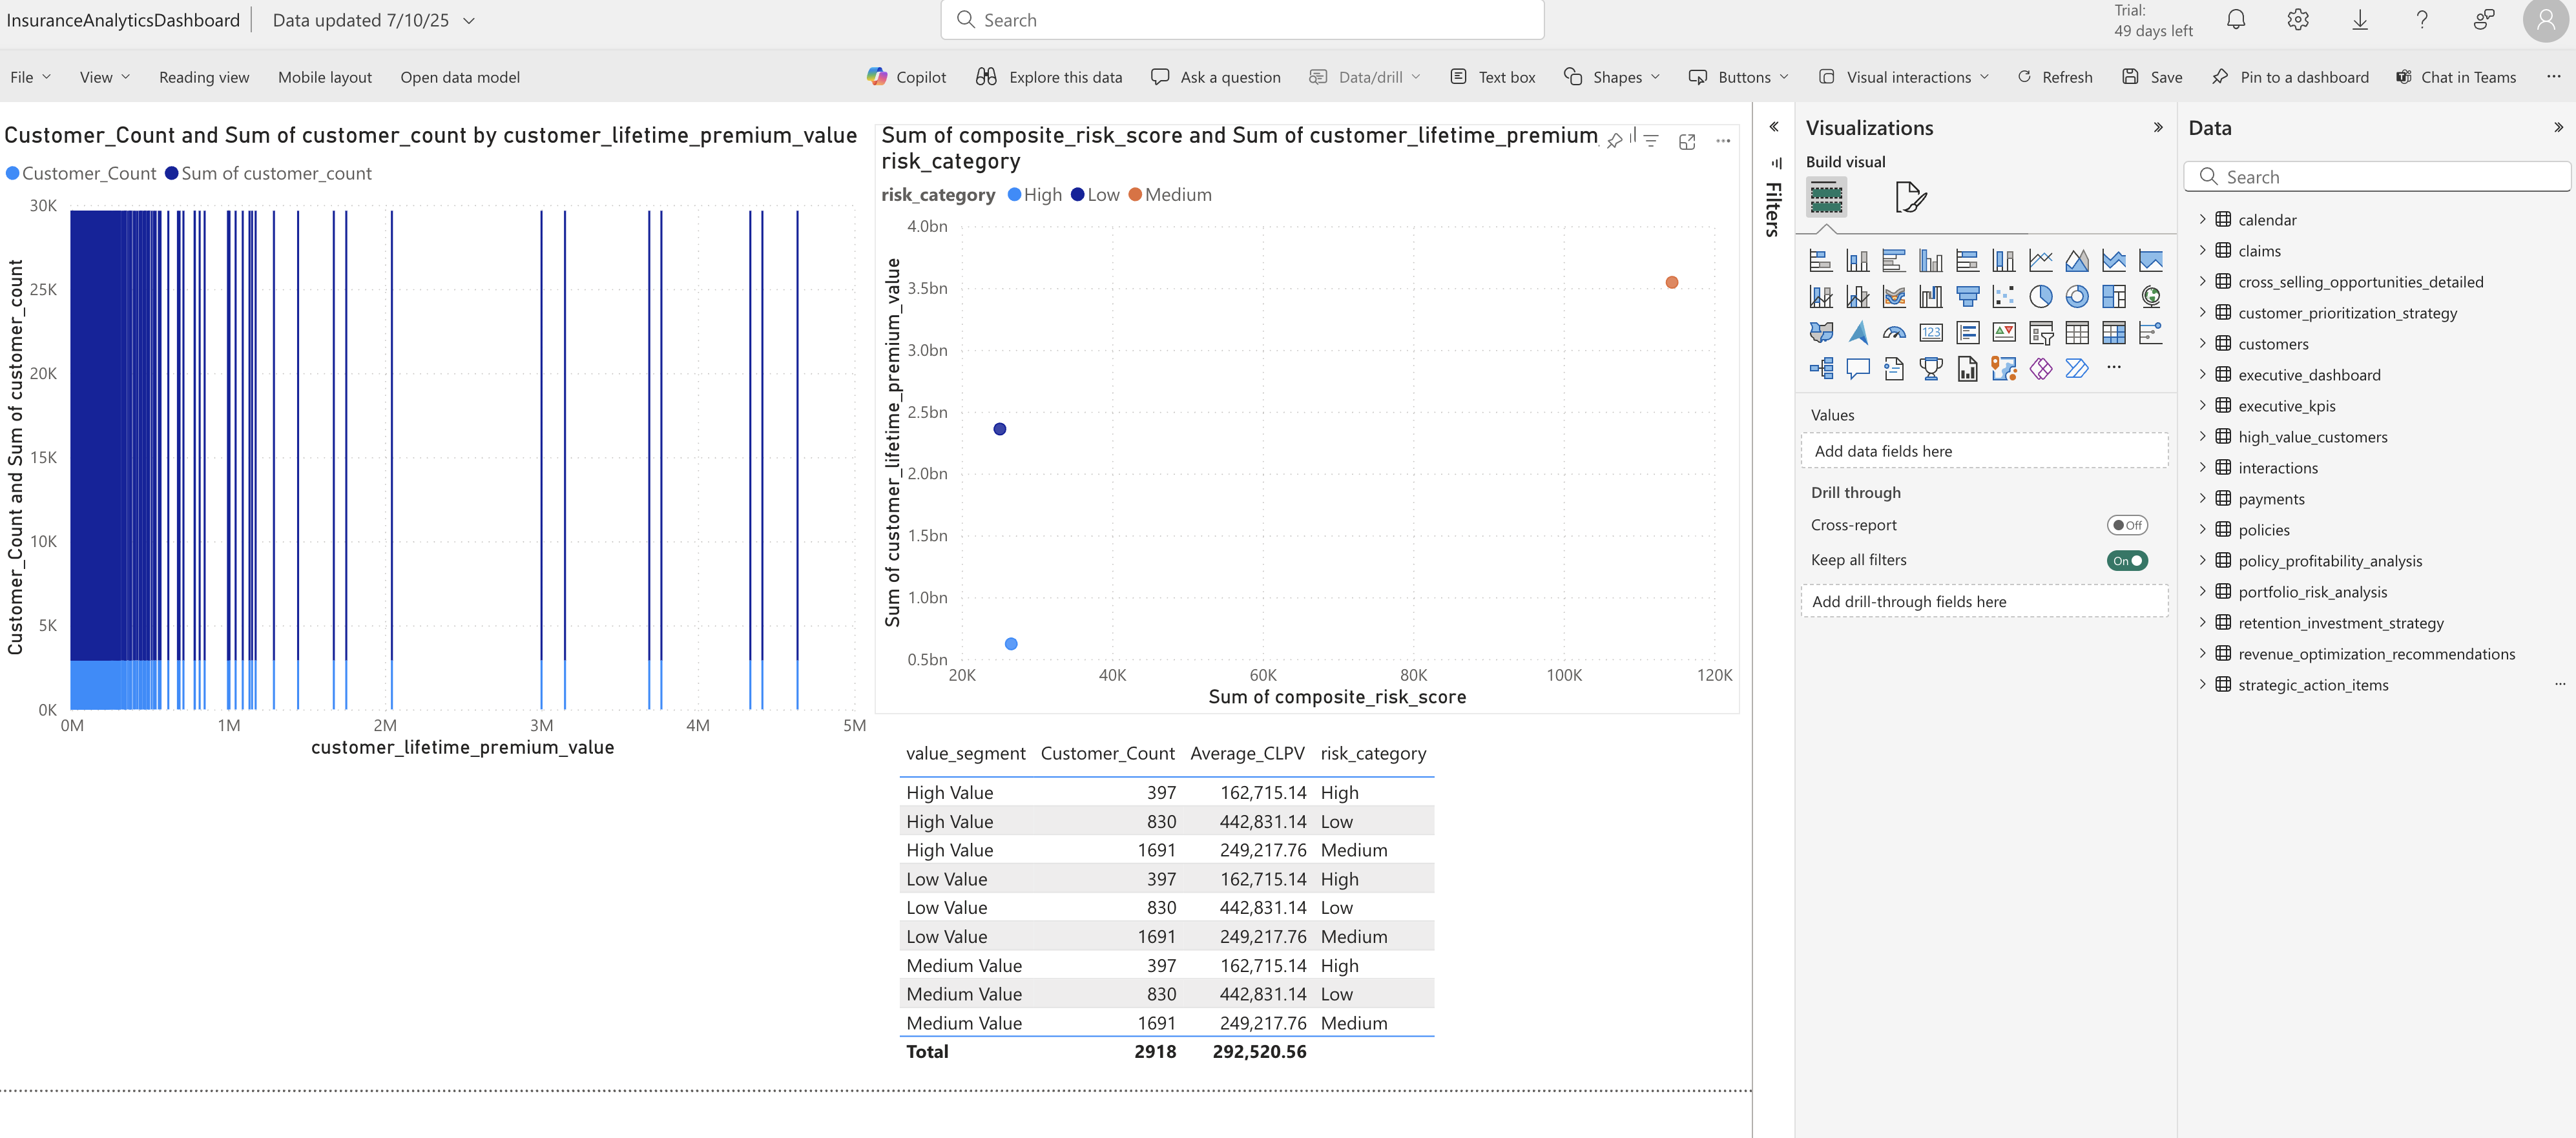 InsuranceAnalyticsDashboard
Data updated 7/10/25
Search
Trial:
49 days left
File
View
Reading view
Mobile layout
Open data model
Copilot
Explore this data
Ask a question
Data/drill
Text box
Shapes
Buttons
Visual interactions
Refresh
Save
Pin to a dashboard
Chat in Teams
Customer_Count and Sum of customer_count by customer_lifetime_premium_value
Customer_Count Sum of customer_count
Customer_Count and Sum of customer_count
30K
25K
20K
15K
10K
5K
0K
0M 1M 2M 3M 4M 5M
customer_lifetime_premium_value
Sum of composite_risk_score and Sum of customer_lifetime_premium
risk_category
risk_category High Low Medium
Sum of customer_lifetime_premium_value
4.0bn
3.5bn
3.0bn
2.5bn
2.0bn
1.5bn
1.0bn
0.5bn
20K 40K 60K 80K 100K 120K
Sum of composite_risk_score
value_segment Customer_Count Average_CLPV risk_category
High Value 397 162,715.14 High
High Value 830 442,831.14 Low
High Value 1691 249,217.76 Medium
Low Value 397 162,715.14 High
Low Value 830 442,831.14 Low
Low Value 1691 249,217.76 Medium
Medium Value 397 162,715.14 High
Medium Value 830 442,831.14 Low
Medium Value 1691 249,217.76 Medium
Total 2918 292,520.56
Filters
Visualizations
Build visual
123
Values
Add data fields here
Drill through
Cross-report
Off
Keep all filters
On
Add drill-through fields here
Data
Search
calendar
claims
cross_selling_opportunities_detailed
customer_prioritization_strategy
customers
executive_dashboard
executive_kpis
high_value_customers
interactions
payments
policies
policy_profitability_analysis
portfolio_risk_analysis
retention_investment_strategy
revenue_optimization_recommendations
strategic_action_items